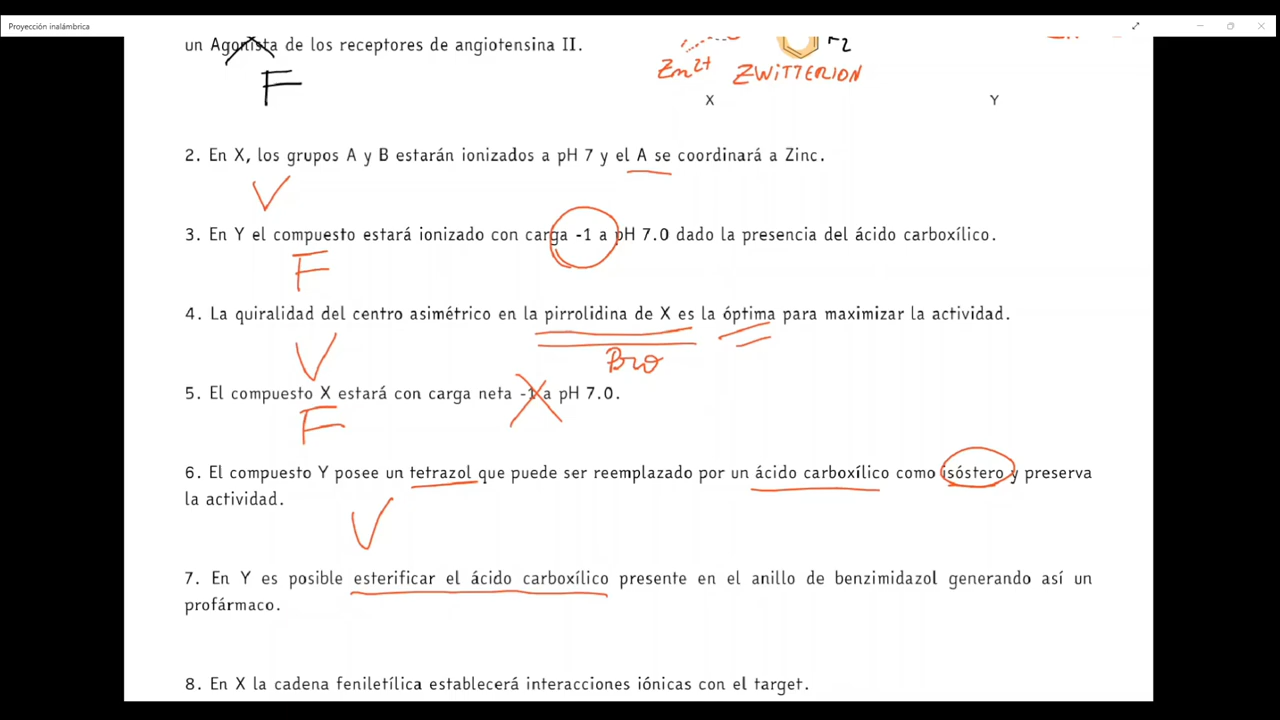 Proyección inalámbrica
un Agonista de los receptores de angiotensina II.
F
Zn2+ ZWITTERION
X Y
2. En X, los grupos A y B estarán ionizados a pH 7 y el A se coordinará a Zinc.
V
3. En Y el compuesto estará ionizado con carga -1 a pH 7.0 dado la presencia del ácido carboxílico.
F
4. La quiralidad del centro asimétrico en la pirrolidina de X es la óptima para maximizar la actividad.
V
5. El compuesto X estará con carga neta -1 a pH 7.0.
F
6. El compuesto Y posee un tetrazol que puede ser reemplazado por un ácido carboxílico como isóstero y preserva
la actividad.
V
7. En Y es posible esterificar el ácido carboxílico presente en el anillo de benzimidazol generando así un
profármaco.
8. En X la cadena feniletílica establecerá interacciones iónicas con el target.